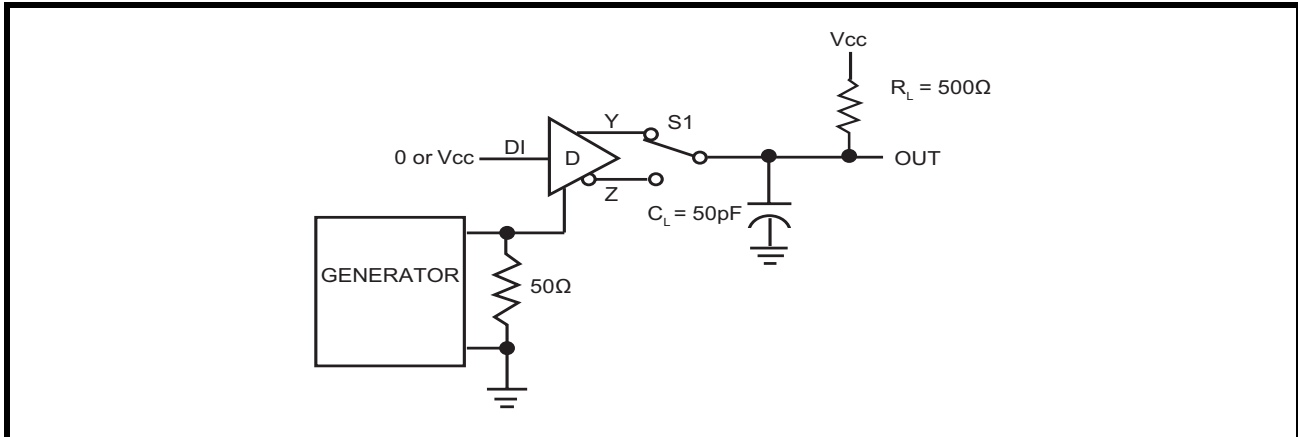 Vcc
R_L = 500Ω
Y
S1
0 or Vcc
DI
D
OUT
Z
C_L = 50pF
GENERATOR
50Ω